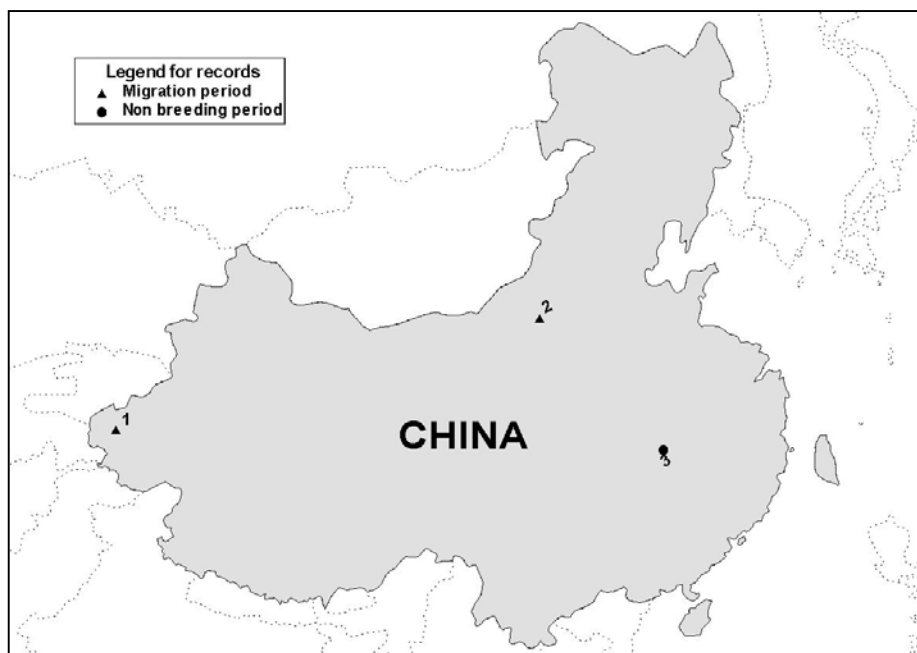 Legend for records
Migration period
Non breeding period
2
1
CHINA
3